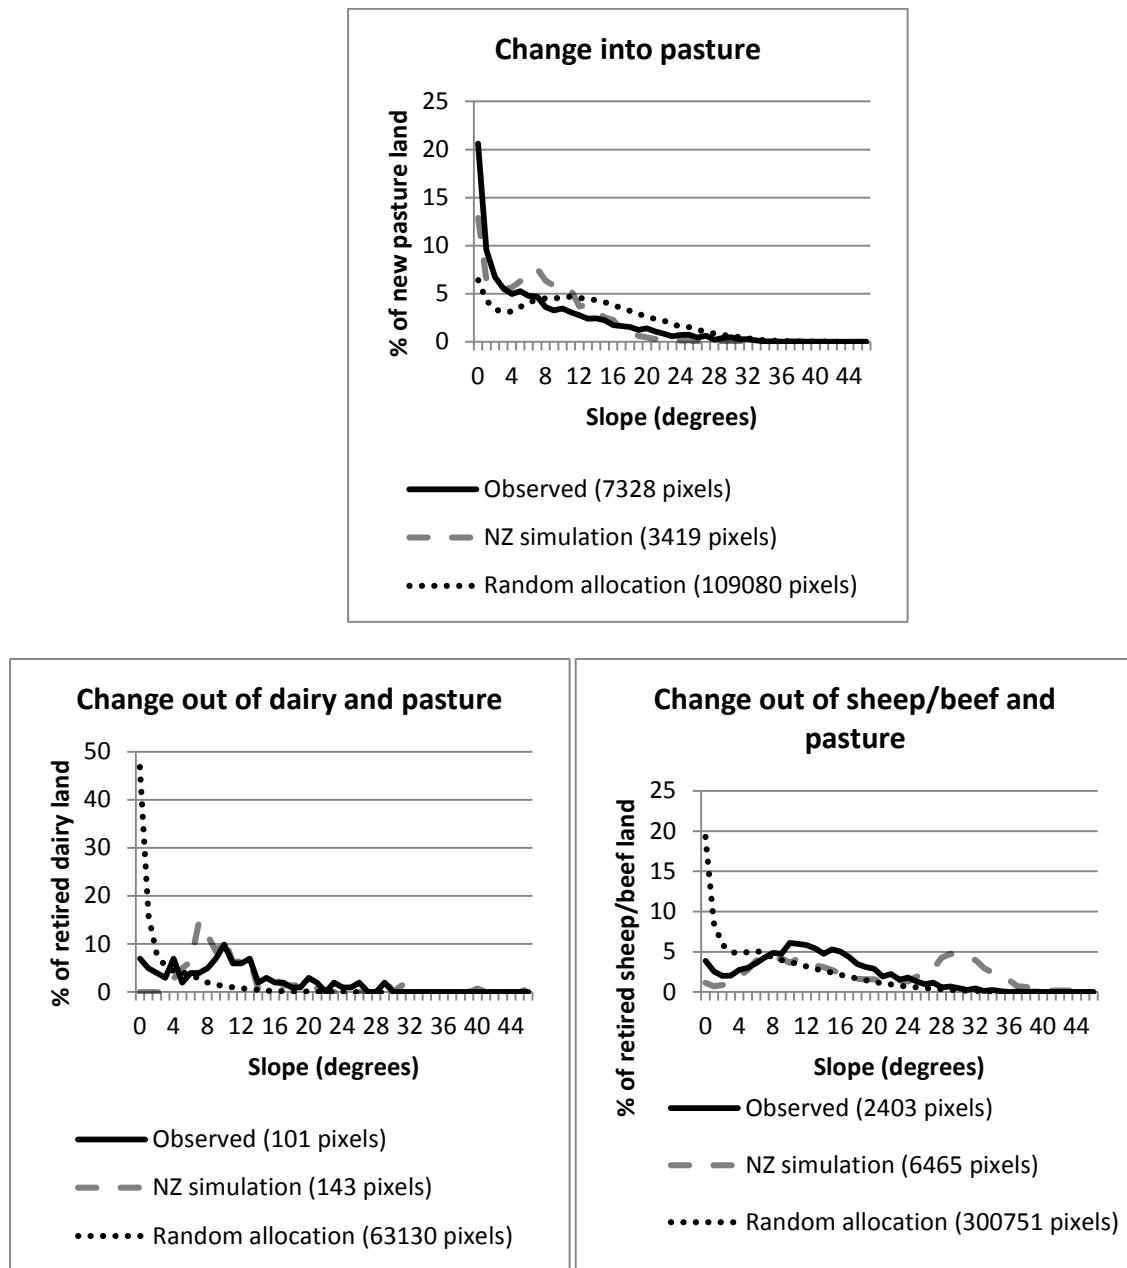 Change into pasture
% of new pasture land
25
20
15
10
5
0
0 4 8 12 16 20 24 28 32 36 40 44
Slope (degrees)
Observed (7328 pixels)
NZ simulation (3419 pixels)
Random allocation (109080 pixels)
Change out of dairy and pasture
% of retired dairy land
50
40
30
20
10
0
0 4 8 12 16 20 24 28 32 36 40 44
Slope (degrees)
Observed (101 pixels)
NZ simulation (143 pixels)
Random allocation (63130 pixels)
Change out of sheep/beef and
pasture
% of retired sheep/beef land
25
20
15
10
5
0
0 4 8 12 16 20 24 28 32 36 40 44
Slope (degrees)
Observed (2403 pixels)
NZ simulation (6465 pixels)
Random allocation (300751 pixels)